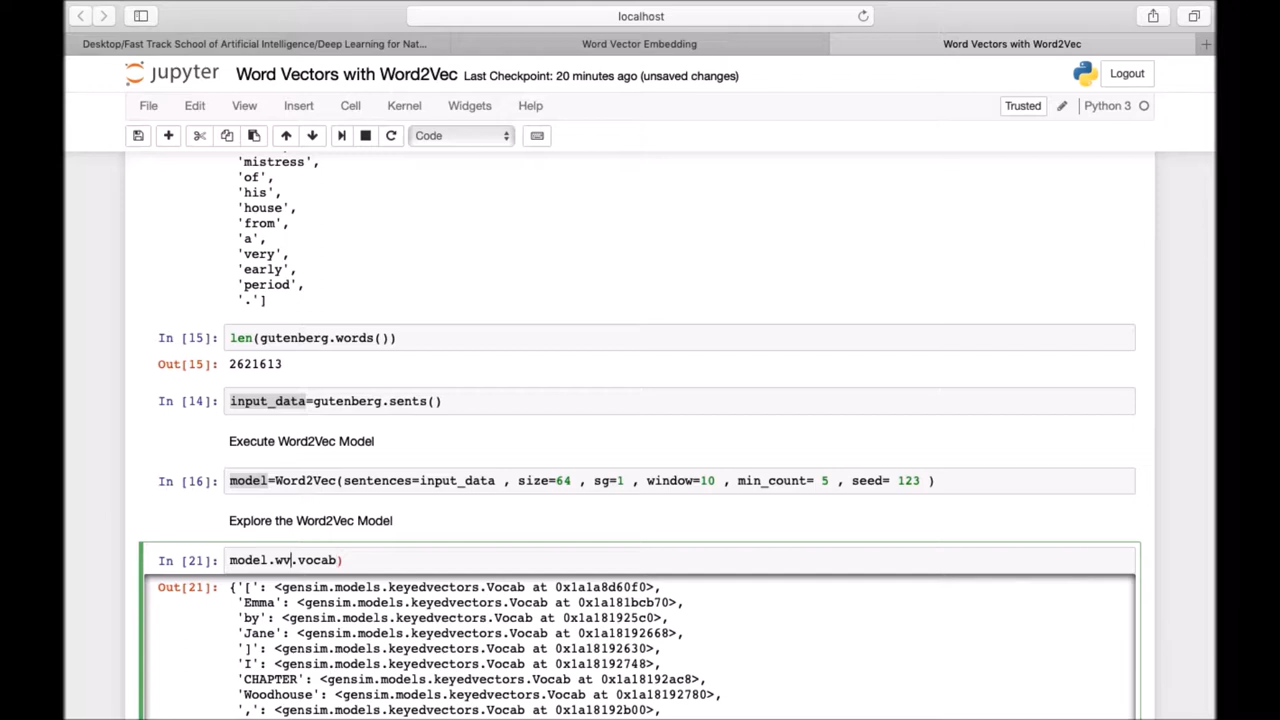 localhost
Desktop/Fast Track School of Artificial Intelligence/Deep Learning for Nat... Word Vector Embedding Word Vectors with Word2Vec
jupyter Word Vectors with Word2Vec Last Checkpoint: 20 minutes ago (unsaved changes) Logout
File Edit View Insert Cell Kernel Widgets Help Trusted Python 3
Code
'mistress',
'of',
'his',
'house',
'from',
'a',
'very',
'early',
'period',
'.']
In [15]: len(gutenberg.words())
Out[15]: 2621613
In [14]: input_data=gutenberg.sents()
Execute Word2Vec Model
In [16]: model=Word2Vec(sentences=input_data , size=64 , sg=1 , window=10 , min_count= 5 , seed= 123 )
Explore the Word2Vec Model
In [21]: model.wv.vocab)
Out[21]: {'[': <gensim.models.keyedvectors.Vocab at 0x1a1a8d60f0>,
'Emma': <gensim.models.keyedvectors.Vocab at 0x1a181bcb70>,
'by': <gensim.models.keyedvectors.Vocab at 0x1a181925c0>,
'Jane': <gensim.models.keyedvectors.Vocab at 0x1a18192668>,
']': <gensim.models.keyedvectors.Vocab at 0x1a18192630>,
'I': <gensim.models.keyedvectors.Vocab at 0x1a18192748>,
'CHAPTER': <gensim.models.keyedvectors.Vocab at 0x1a18192ac8>,
'Woodhouse': <gensim.models.keyedvectors.Vocab at 0x1a18192780>,
',': <gensim.models.keyedvectors.Vocab at 0x1a18192b00>,